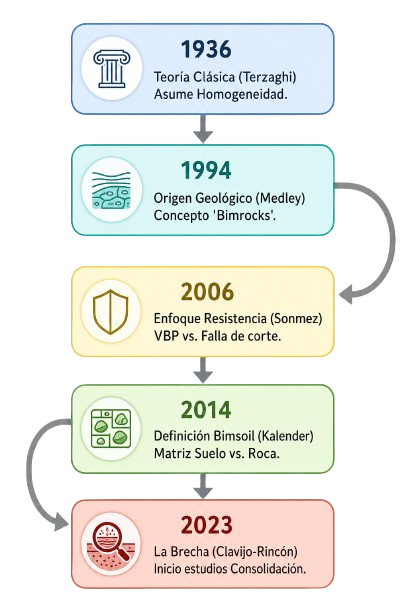 1936
Teoría Clásica (Terzaghi)
Asume Homogeneidad.
1994
Origen Geológico (Medley)
Concepto 'Bimrocks'.
2006
Enfoque Resistencia (Sonmez)
VBP vs. Falla de corte.
2014
Definición Bimsoil (Kalender)
Matriz Suelo vs. Roca.
2023
La Brecha (Clavijo-Rincón)
Inicio estudios Consolidación.